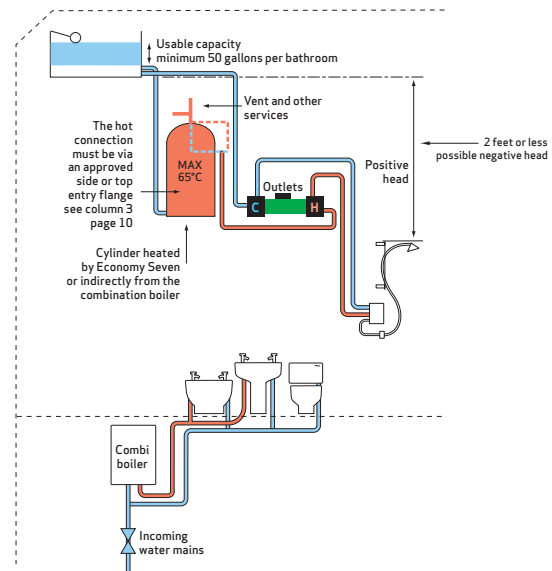 Usable capacity
minimum 50 gallons per bathroom
Vent and other
services
The hot
connection
must be via
an approved
side or top
entry flange
see column 3
page 10
MAX
65°C
2 feet or less
possible negative head
Positive
head
Outlets
C
H
Cylinder heated
by Economy Seven
or indirectly from the
combination boiler
Combi
boiler
Incoming
water mains